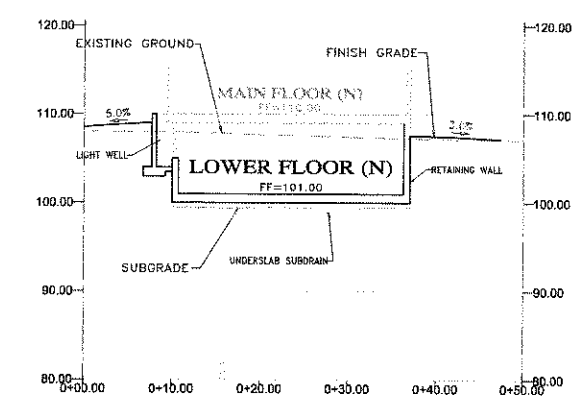 120.00
120.00
EXISTING GROUND
FINISH GRADE
MAIN FLOOR (N)
FF=110.00
110.00
5.0%
110.00
LIGHT WELL
LOWER FLOOR (N)
RETAINING WALL
FF=101.00
100.00
100.00
SUBGRADE
UNDERSLAB SUBDRAIN
90.00
90.00
80.00
80.00
0+00.00
0+10.00
0+20.00
0+30.00
0+40.00
0+50.00